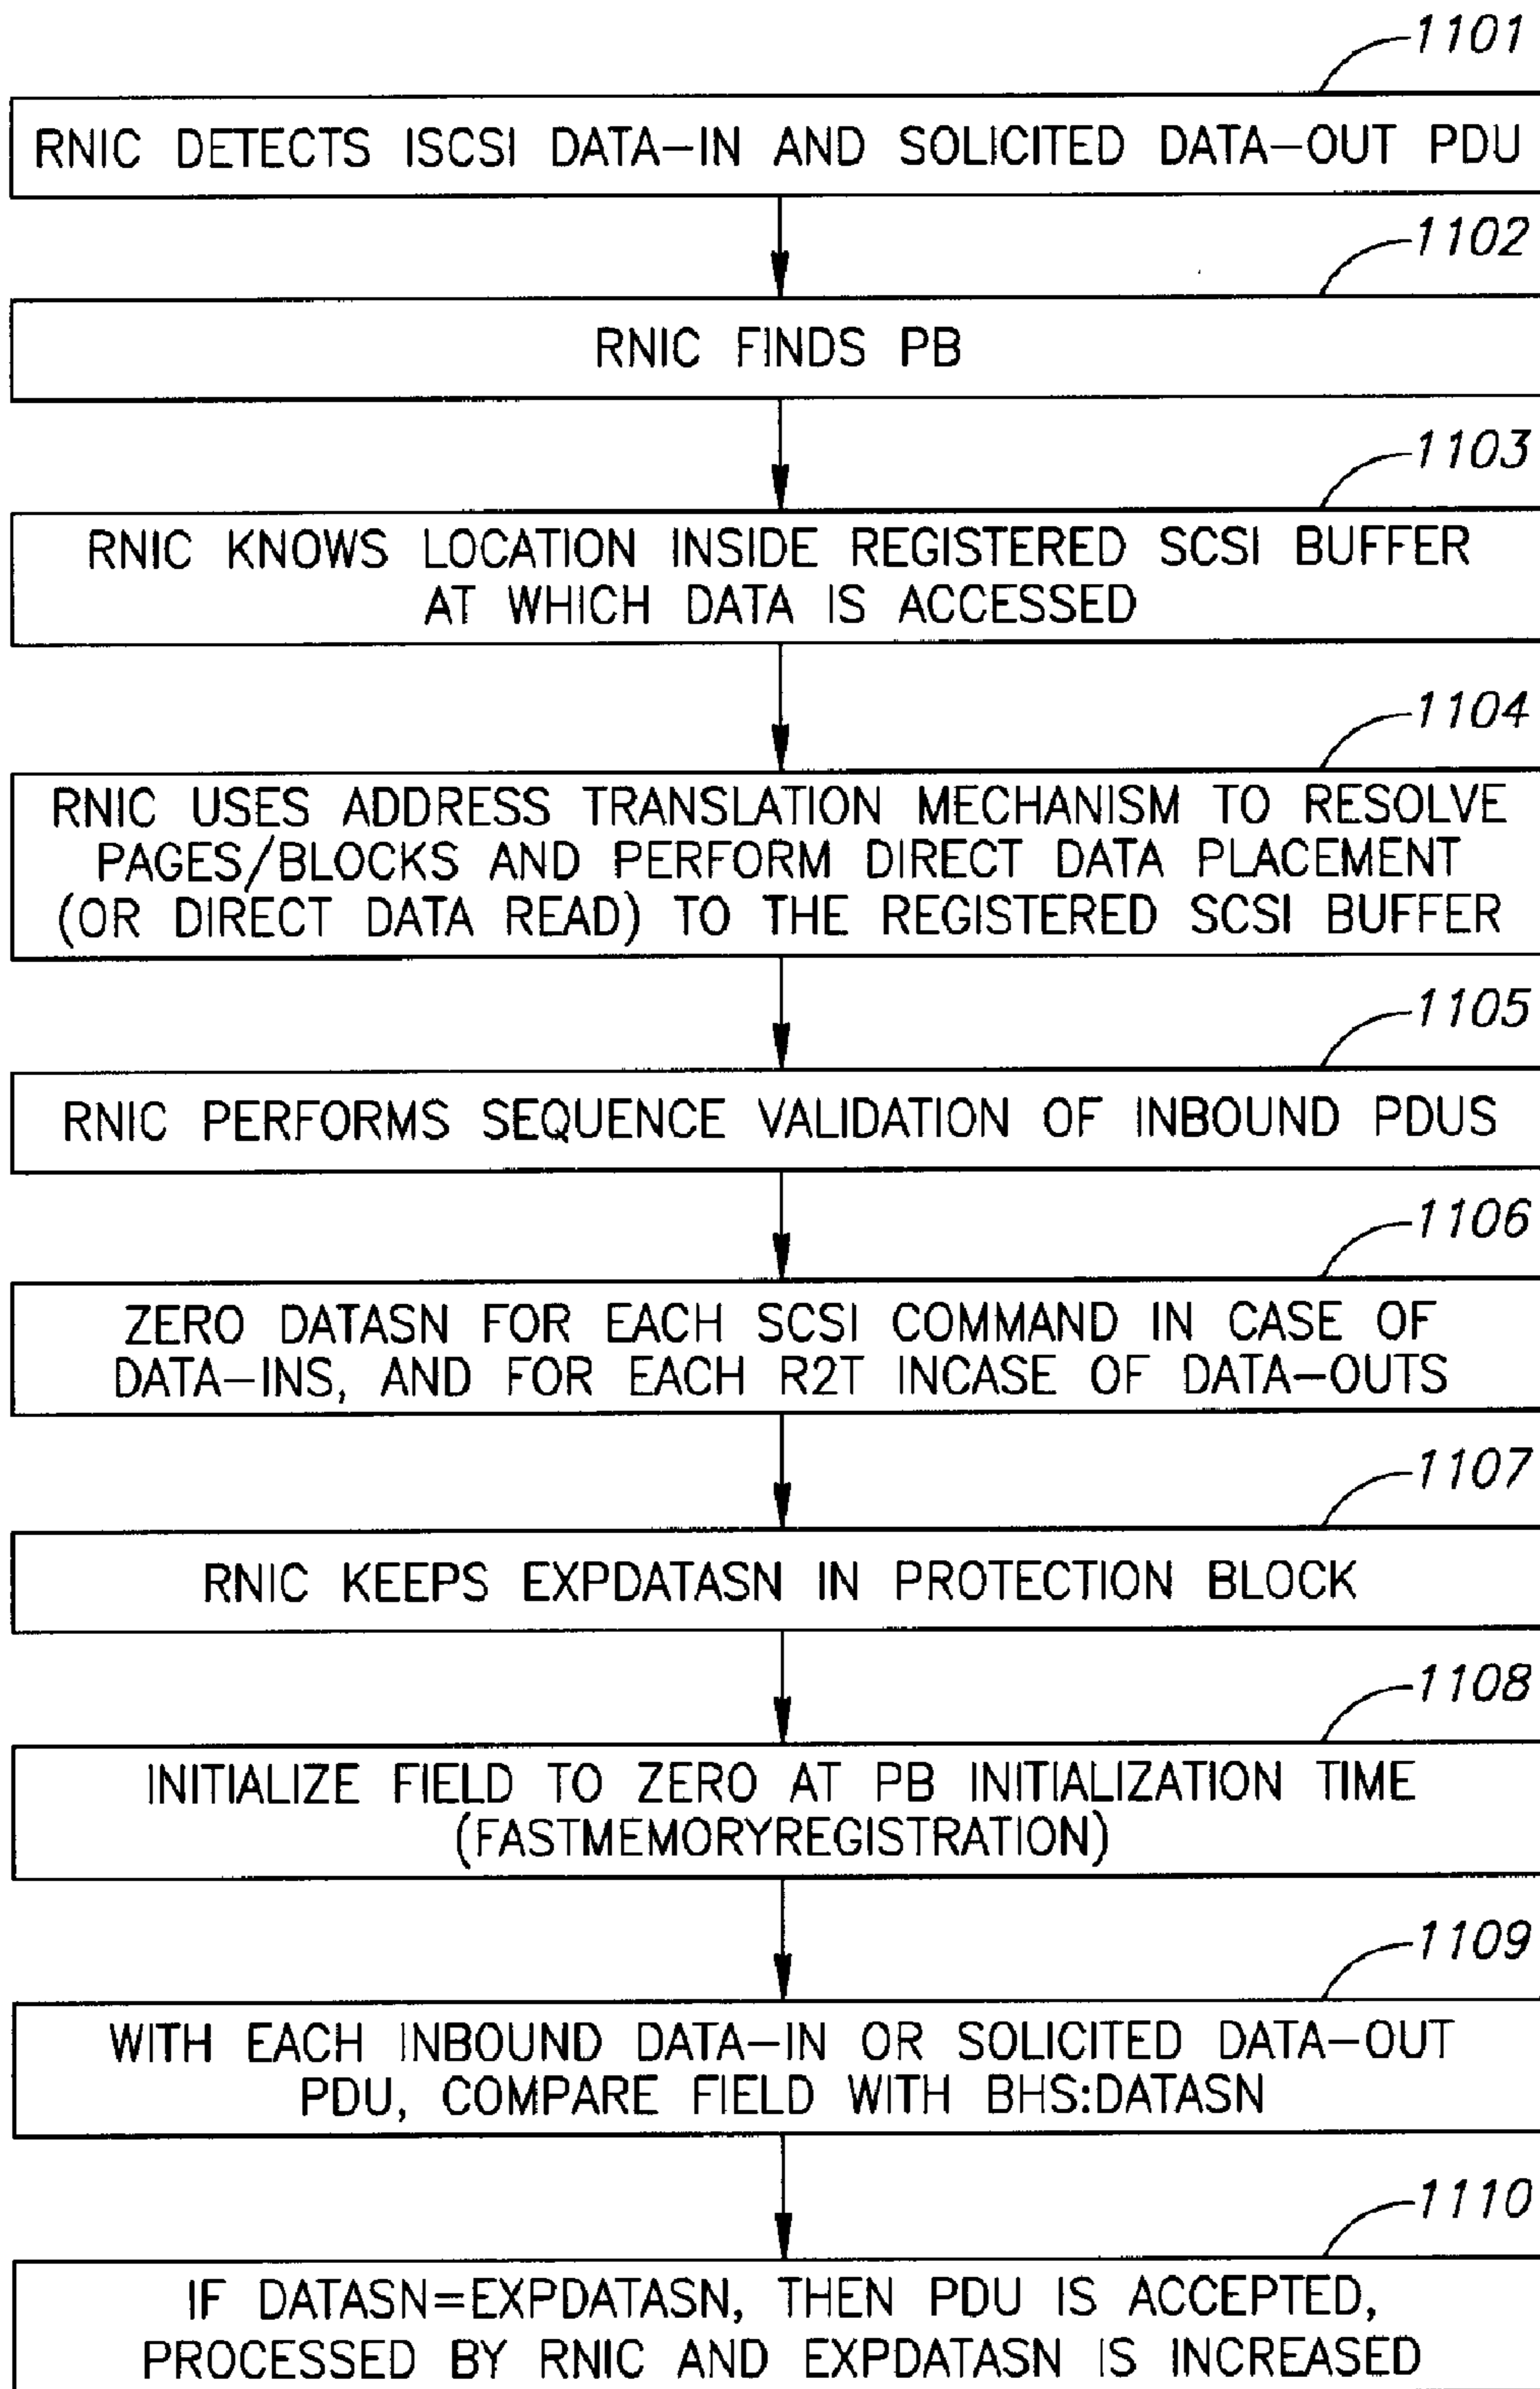 1101
RNIC DETECTS ISCSI DATA-IN AND SOLICITED DATA-OUT PDU
1102
RNIC FINDS PB
1103
RNIC KNOWS LOCATION INSIDE REGISTERED SCSI BUFFER
AT WHICH DATA IS ACCESSED
1104
RNIC USES ADDRESS TRANSLATION MECHANISM TO RESOLVE
PAGES/BLOCKS AND PERFORM DIRECT DATA PLACEMENT
(OR DIRECT DATA READ) TO THE REGISTERED SCSI BUFFER
1105
RNIC PERFORMS SEQUENCE VALIDATION OF INBOUND PDUS
1106
ZERO DATASN FOR EACH SCSI COMMAND IN CASE OF
DATA-INS, AND FOR EACH R2T INCASE OF DATA-OUTS
1107
RNIC KEEPS EXPDATASN IN PROTECTION BLOCK
1108
INITIALIZE FIELD TO ZERO AT PB INITIALIZATION TIME
(FASTMEMORYREGISTRATION)
1109
WITH EACH INBOUND DATA-IN OR SOLICITED DATA-OUT
PDU, COMPARE FIELD WITH BHS:DATASN
1110
IF DATASN=EXPDATASN, THEN PDU IS ACCEPTED,
PROCESSED BY RNIC AND EXPDATASN IS INCREASED